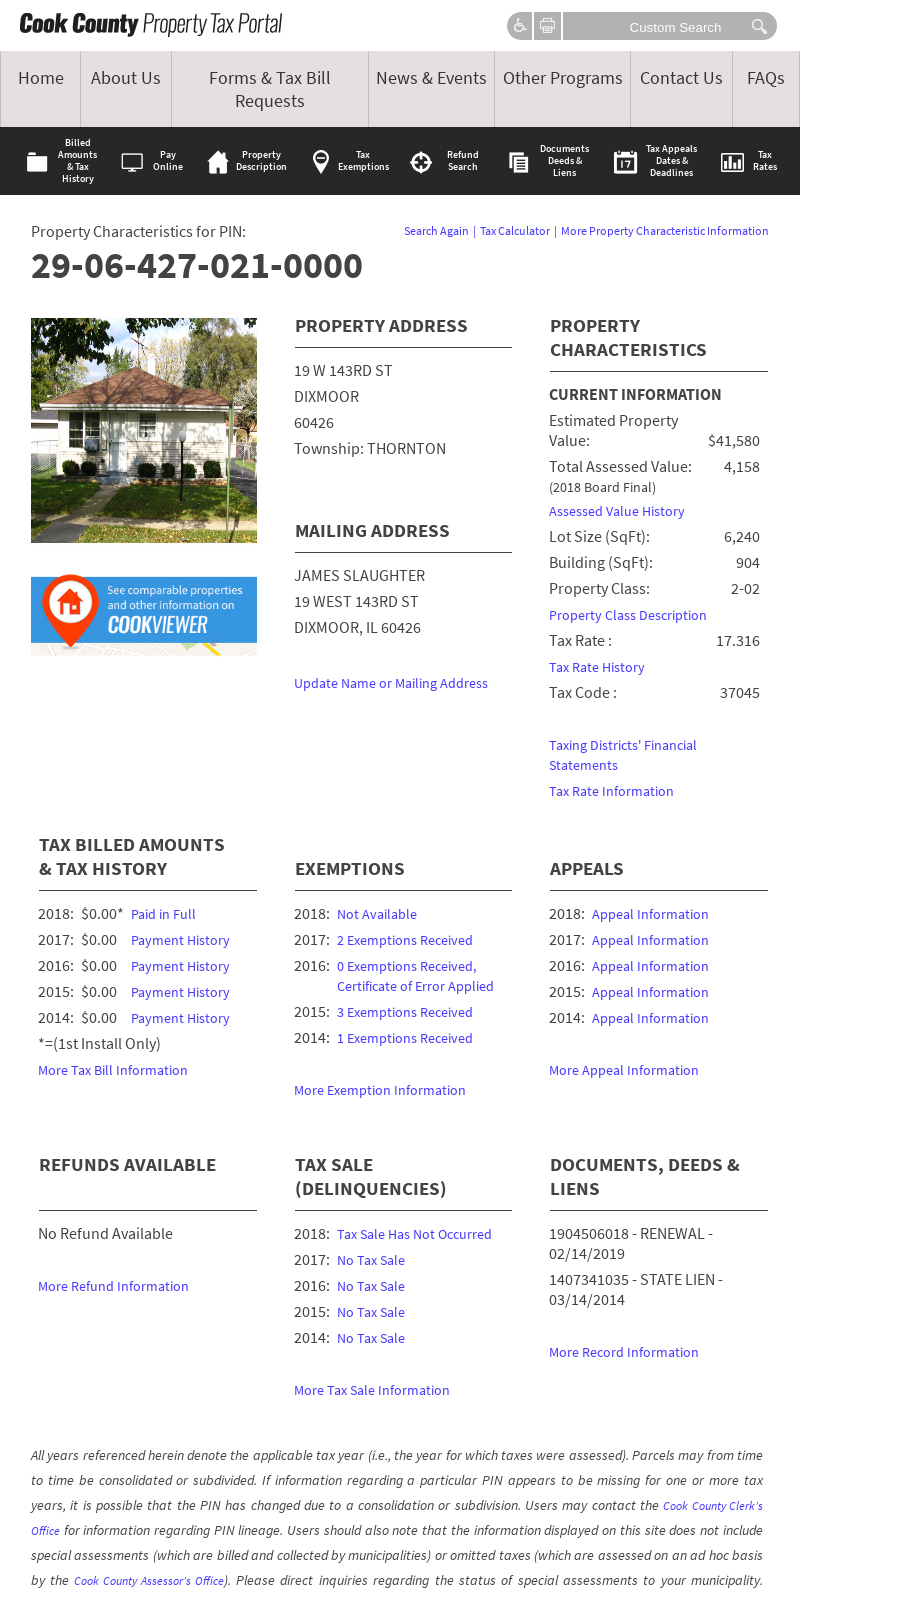 Cook County Property Tax Portal
Custom Search
Home
About Us
Forms & Tax Bill
Requests
News & Events
Other Programs
Contact Us
FAQs
Billed
Amounts
& Tax
History
Pay
Online
Property
Description
Tax
Exemptions
Refund
Search
Documents
Deeds &
Liens
Tax Appeals
Dates &
Deadlines
Tax
Rates
Property Characteristics for PIN:
Search Again | Tax Calculator | More Property Characteristic Information
29-06-427-021-0000
See comparable properties
and other information on
COOKVIEWER
PROPERTY ADDRESS
19 W 143RD ST
DIXMOOR
60426
Township: THORNTON
MAILING ADDRESS
JAMES SLAUGHTER
19 WEST 143RD ST
DIXMOOR, IL 60426
Update Name or Mailing Address
PROPERTY
CHARACTERISTICS
CURRENT INFORMATION
Estimated Property
Value: $41,580
Total Assessed Value: 4,158
(2018 Board Final)
Assessed Value History
Lot Size (SqFt): 6,240
Building (SqFt): 904
Property Class: 2-02
Property Class Description
Tax Rate : 17.316
Tax Rate History
Tax Code : 37045
Taxing Districts' Financial
Statements
Tax Rate Information
TAX BILLED AMOUNTS
& TAX HISTORY
2018: $0.00* Paid in Full
2017: $0.00 Payment History
2016: $0.00 Payment History
2015: $0.00 Payment History
2014: $0.00 Payment History
*=(1st Install Only)
More Tax Bill Information
EXEMPTIONS
2018: Not Available
2017: 2 Exemptions Received
2016: 0 Exemptions Received,
Certificate of Error Applied
2015: 3 Exemptions Received
2014: 1 Exemptions Received
More Exemption Information
APPEALS
2018: Appeal Information
2017: Appeal Information
2016: Appeal Information
2015: Appeal Information
2014: Appeal Information
More Appeal Information
REFUNDS AVAILABLE
No Refund Available
More Refund Information
TAX SALE
(DELINQUENCIES)
2018: Tax Sale Has Not Occurred
2017: No Tax Sale
2016: No Tax Sale
2015: No Tax Sale
2014: No Tax Sale
More Tax Sale Information
DOCUMENTS, DEEDS &
LIENS
1904506018 - RENEWAL -
02/14/2019
1407341035 - STATE LIEN -
03/14/2014
More Record Information
All years referenced herein denote the applicable tax year (i.e., the year for which taxes were assessed). Parcels may from time
to time be consolidated or subdivided. If information regarding a particular PIN appears to be missing for one or more tax
years, it is possible that the PIN has changed due to a consolidation or subdivision. Users may contact the Cook County Clerk's
Office for information regarding PIN lineage. Users should also note that the information displayed on this site does not include
special assessments (which are billed and collected by municipalities) or omitted taxes (which are assessed on an ad hoc basis
by the Cook County Assessor's Office). Please direct inquiries regarding the status of special assessments to your municipality.